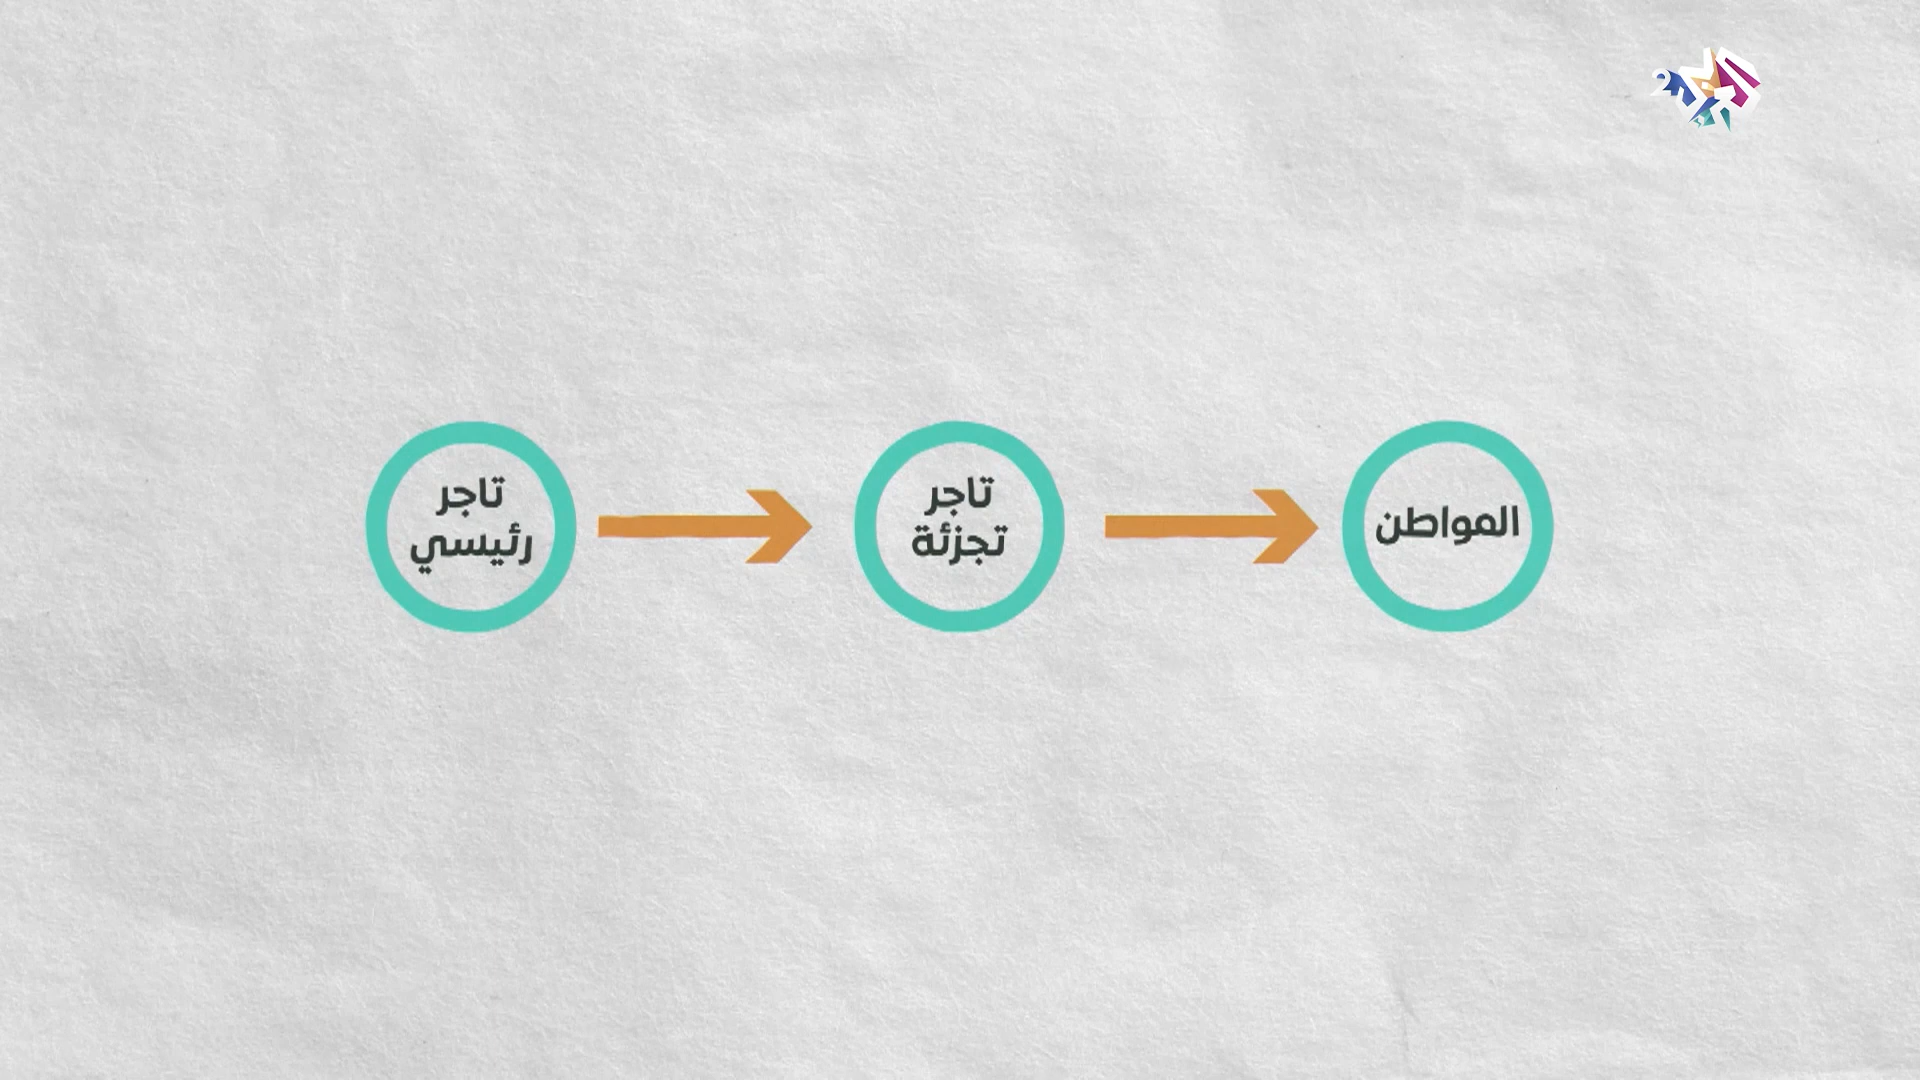 تاجر
رئيسي
تاجر
تجزئة
المواطن